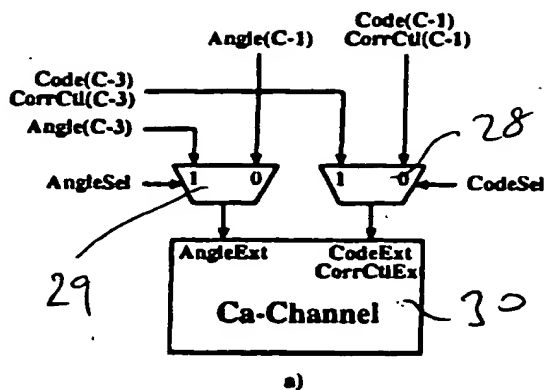 Code(C-1)
Angle(C-1) CorrCtl(C-1)
Code(C-3)
CorrCtl(C-3)
Angle(C-3)
28
1 0 1 0
AngleSel CodeSel
AngleExt CodeExt
CorrCtlEx
29
Ca-Channel 30
a)